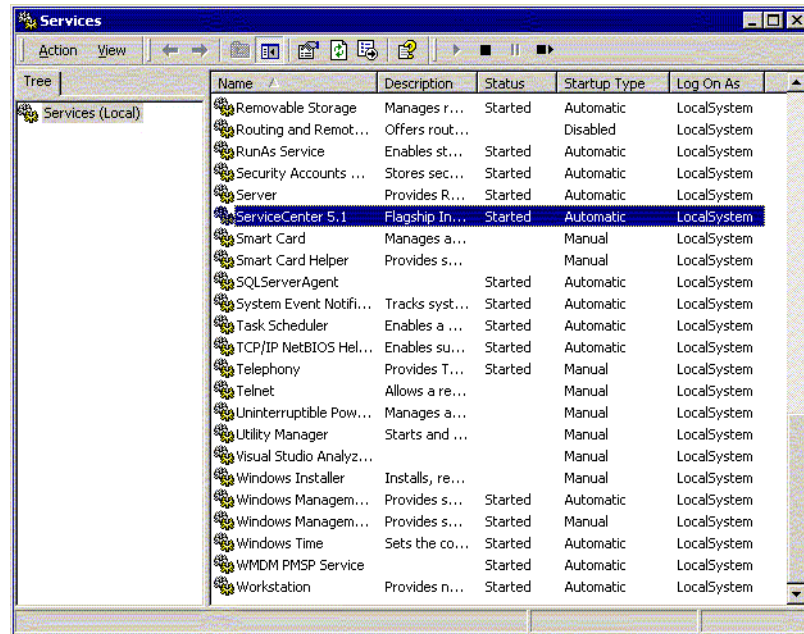 Services
Action View
Tree
Name Description Status Startup Type Log On As
Services (Local)
Removable Storage Manages r... Started Automatic LocalSystem
Routing and Remot... Offers rout... Disabled LocalSystem
RunAs Service Enables st... Started Automatic LocalSystem
Security Accounts ... Stores sec... Started Automatic LocalSystem
Server Provides R... Started Automatic LocalSystem
ServiceCenter 5.1 Flagship In... Started Automatic LocalSystem
Smart Card Manages a... Manual LocalSystem
Smart Card Helper Provides s... Manual LocalSystem
SQLServerAgent Started Automatic LocalSystem
System Event Notifi... Tracks syst... Started Automatic LocalSystem
Task Scheduler Enables a ... Started Automatic LocalSystem
TCP/IP NetBIOS Hel... Enables su... Started Automatic LocalSystem
Telephony Provides T... Started Manual LocalSystem
Telnet Allows a re... Manual LocalSystem
Uninterruptible Pow... Manages a... Manual LocalSystem
Utility Manager Starts and ... Manual LocalSystem
Visual Studio Analyz... Manual LocalSystem
Windows Installer Installs, re... Manual LocalSystem
Windows Managem... Provides s... Started Automatic LocalSystem
Windows Managem... Provides s... Started Manual LocalSystem
Windows Time Sets the co... Started Automatic LocalSystem
WMDM PMSP Service Started Automatic LocalSystem
Workstation Provides n... Started Automatic LocalSystem